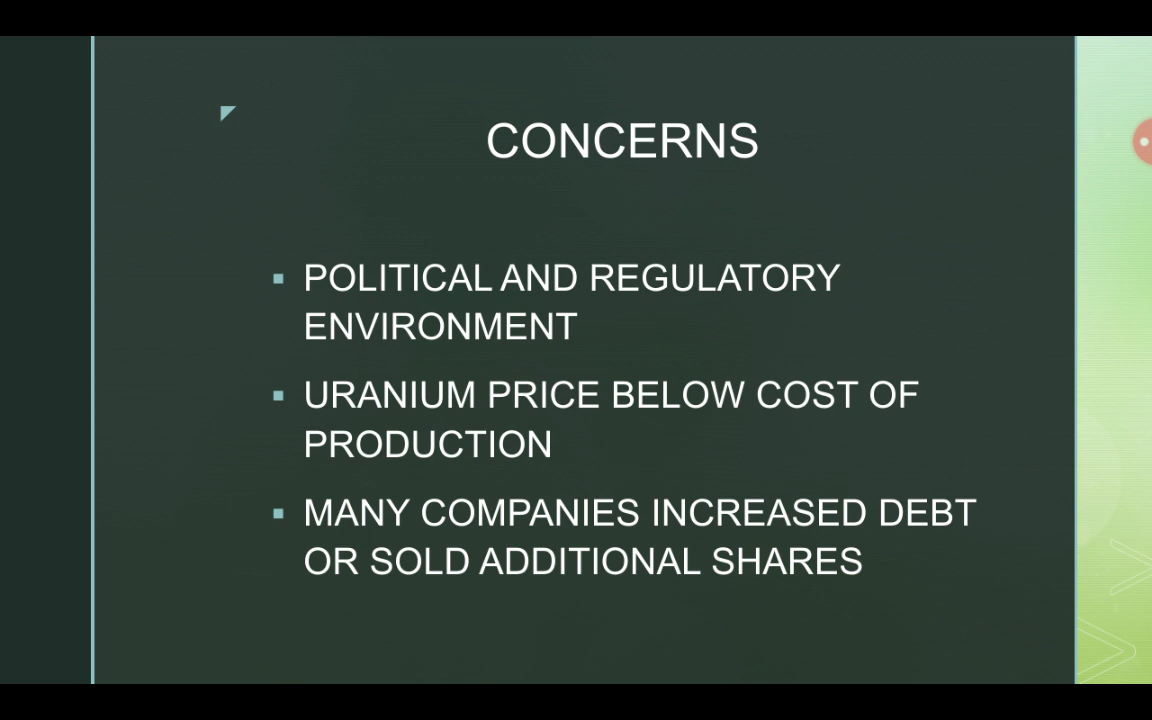 CONCERNS
▪ POLITICAL AND REGULATORY
ENVIRONMENT
▪ URANIUM PRICE BELOW COST OF
PRODUCTION
▪ MANY COMPANIES INCREASED DEBT
OR SOLD ADDITIONAL SHARES